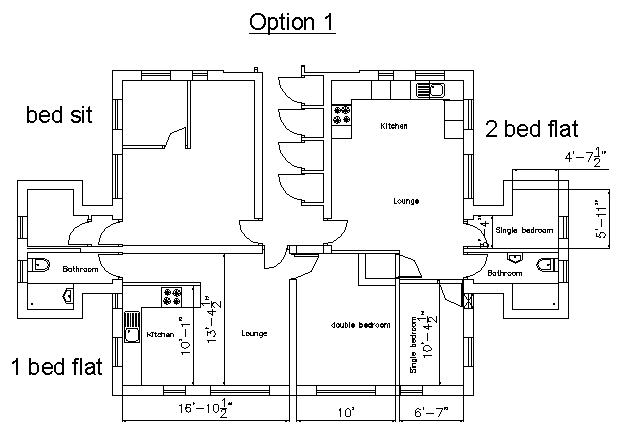 Option 1
bed sit
Kitchen
2 bed flat
4'-7½"
Lounge
5'-11"
Single bedroom
Bathroom
Bathroom
13'-4½"
10'-1"
Kitchen
Lounge
double bedroom
Single bedroom
10'-4½"
1 bed flat
16'-10½"
10'
6'-7"